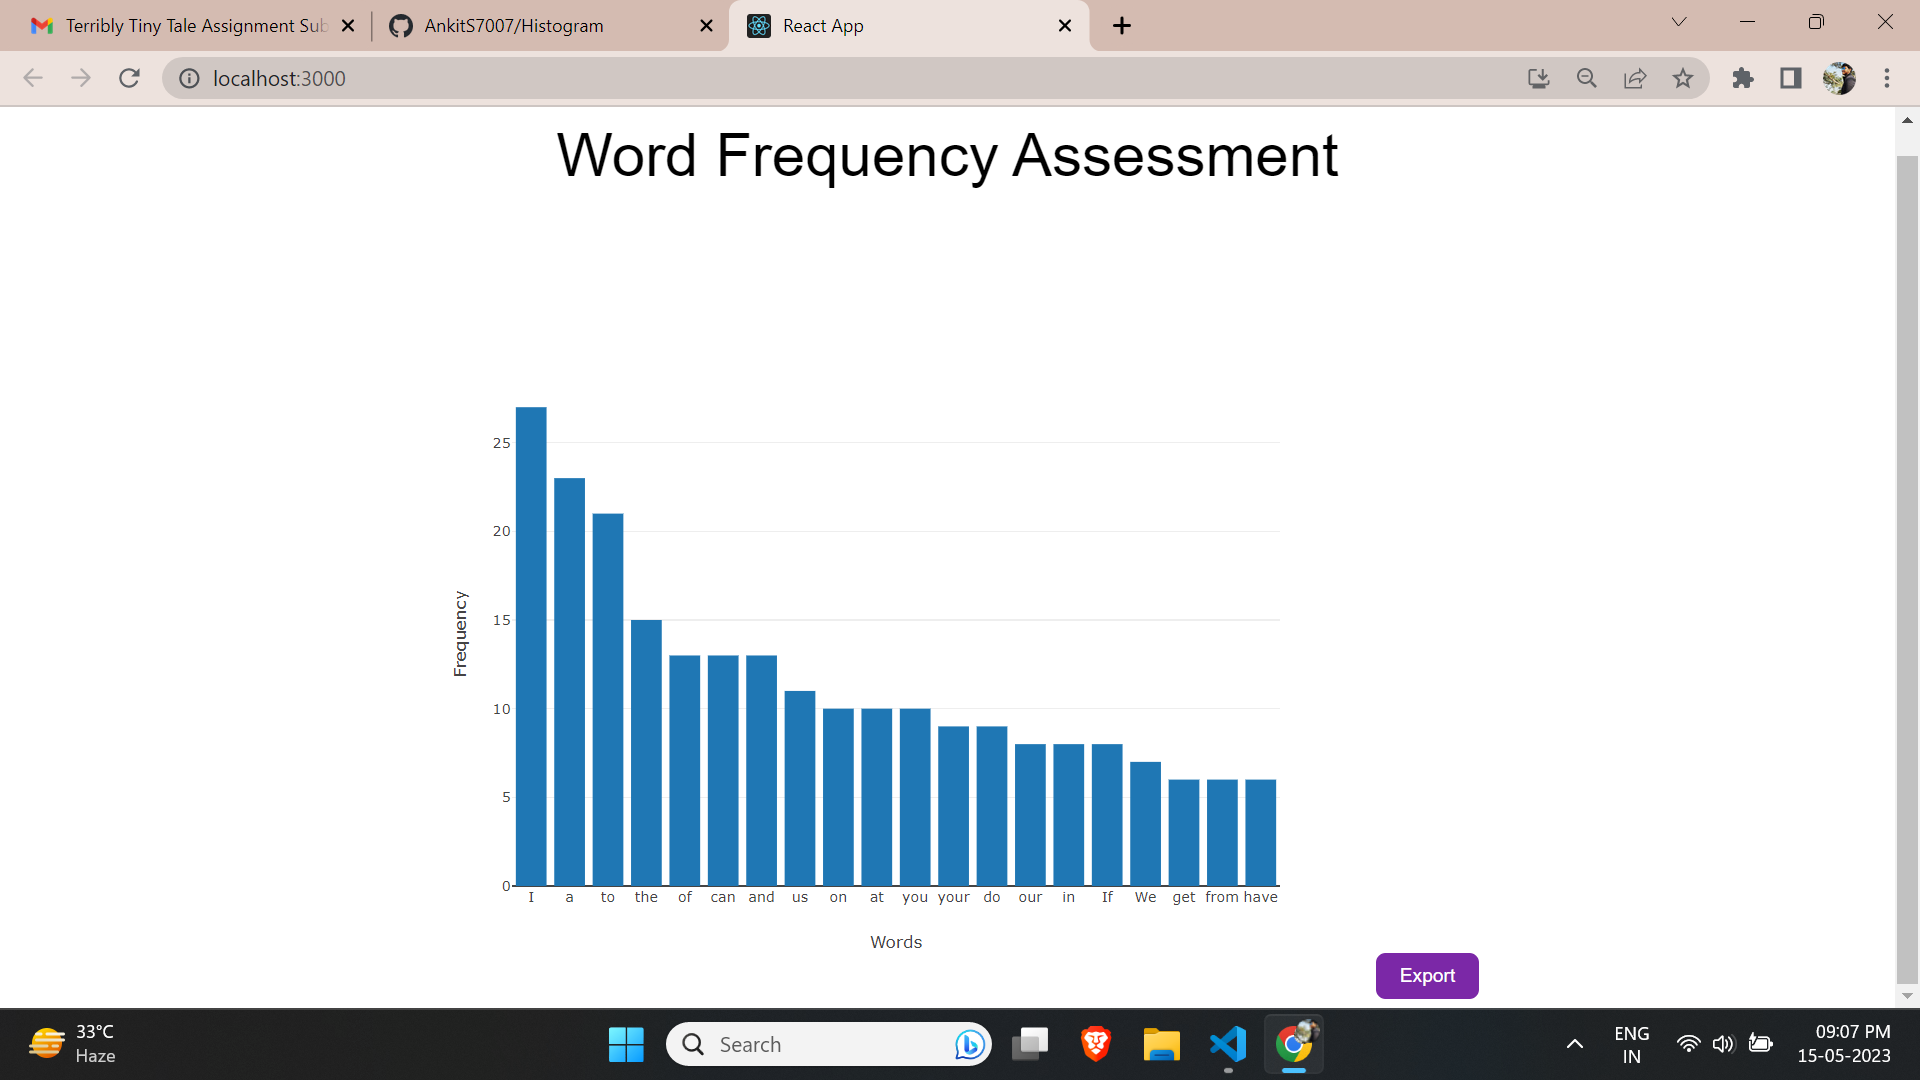 Terribly Tiny Tale Assignment Sub
AnkitS7007/Histogram
React App
localhost:3000
Word Frequency Assessment
25
20
15
10
5
0
Frequency
I a to the of can and us on at you your do our in If We get from have
Words
Export
33°C
Haze
Search
ENG
IN
09:07 PM
15-05-2023